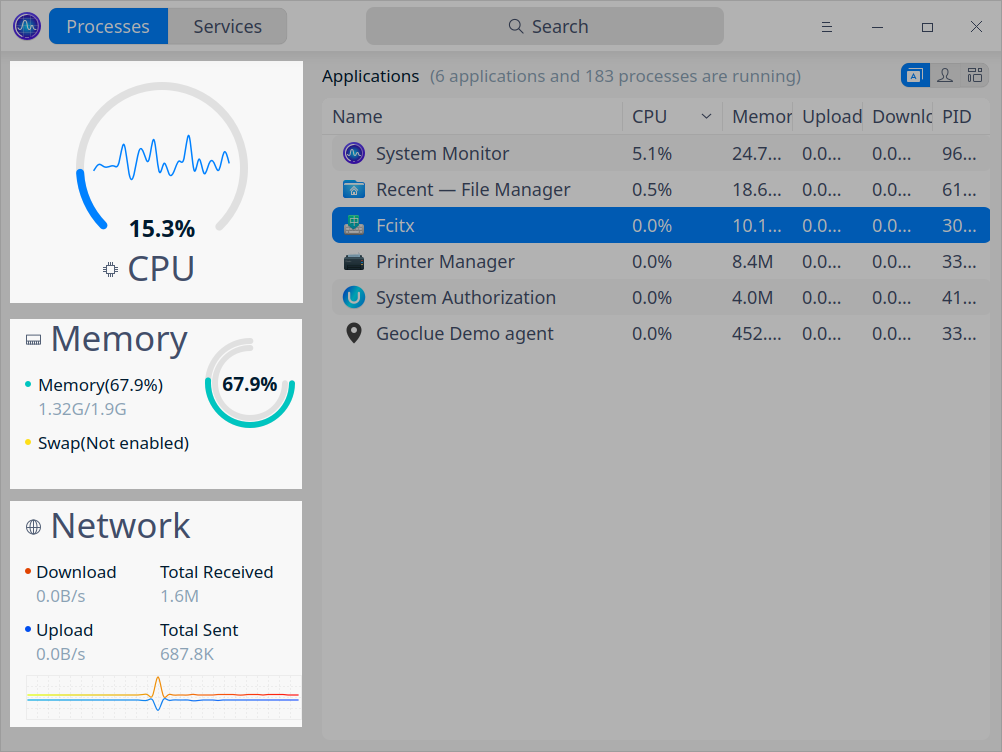 Processes
Services
Search
15.3%
CPU
Memory
Memory(67.9%)
1.32G/1.9G
Swap(Not enabled)
67.9%
Network
Download
Total Received
0.0B/s
1.6M
Upload
Total Sent
0.0B/s
687.8K
Applications (6 applications and 183 processes are running)
Name CPU Memor Upload Downlo PID
System Monitor 5.1% 24.7... 0.0... 0.0... 96...
Recent — File Manager 0.5% 18.6... 0.0... 0.0... 61...
Fcitx 0.0% 10.1... 0.0... 0.0... 30...
Printer Manager 0.0% 8.4M 0.0... 0.0... 33...
System Authorization 0.0% 4.0M 0.0... 0.0... 41...
Geoclue Demo agent 0.0% 452.... 0.0... 0.0... 33...